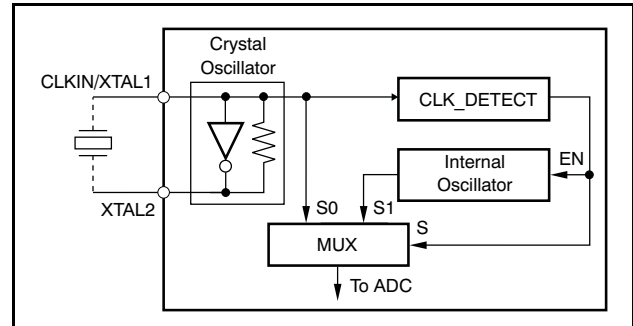 Crystal
Oscillator
CLKIN/XTAL1
CLK_DETECT
Internal
Oscillator
EN
XTAL2
S0
S1
S
MUX
To ADC